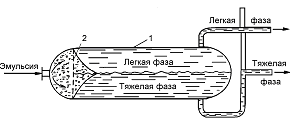 2
1
Легкая
фаза
Эмульсия
Легкая фаза
Тяжелая фаза
Тяжелая
фаза